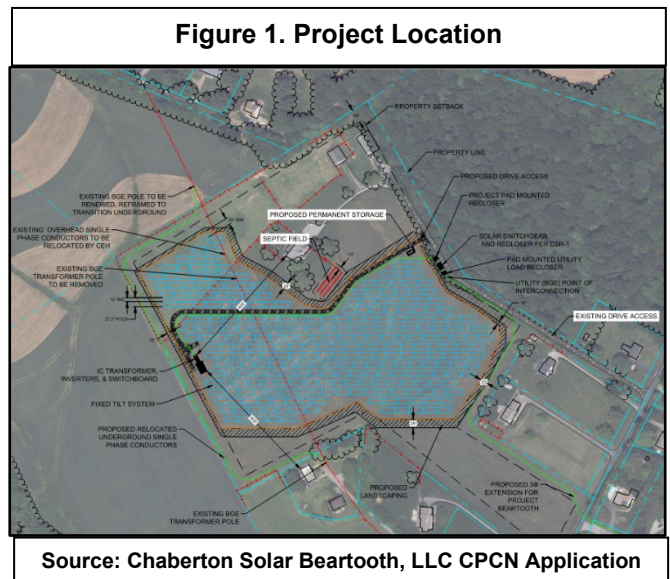 Figure 1. Project Location
PROPERTY SETBACK
PROPERTY LINE
PROPOSED DRIVE ACCESS
PROJECT PAD MOUNTED
RECLOSER
EXISTING BGE POLE TO BE
RENEWED, REFRAMED TO
TRANSITION UNDERGROUND
PROPOSED PERMANENT STORAGE
SEPTIC FIELD
SOLAR SWITCHGEAR,
AND RECLOSER PER CSR-1
EXISTING OVERHEAD SINGLE
PHASE CONDUCTORS TO BE
RELOCATED BY CEH
PAD MOUNTED UTILITY
LOAD RECLOSER
EXISTING BGE
TRANSFORMER POLE
TO BE REMOVED
UTILITY (BGE) POINT OF
INTERCONNECTION
EXISTING DRIVE ACCESS
IC TRANSFORMER,
INVERTERS, & SWITCHBOARD
FIXED TILT SYSTEM
PROPOSED RELOCATED
UNDERGROUND SINGLE
PHASE CONDUCTORS
EXISTING BGE
TRANSFORMER POLE
PROPOSED
LANDSCAPING
PROPOSED 3Φ
EXTENSION FOR
PROJECT
BEARTOOTH
Source: Chaberton Solar Beartooth, LLC CPCN Application